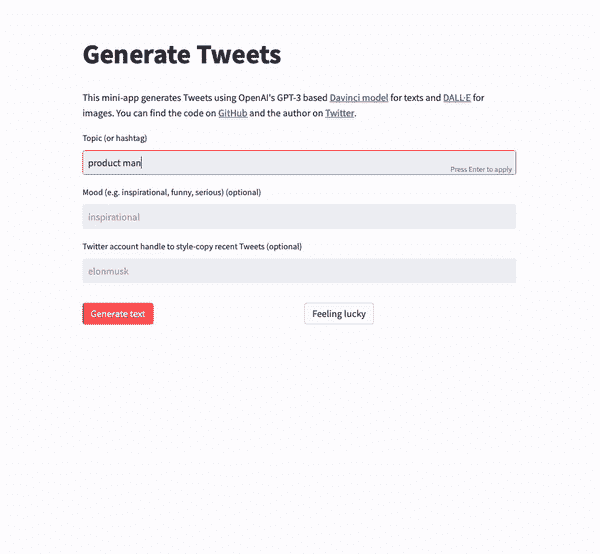 Generate Tweets
This mini-app generates Tweets using OpenAI's GPT-3 based Davinci model for texts and DALL·E for
images. You can find the code on GitHub and the author on Twitter.
Topic (or hashtag)
product man
Press Enter to apply
Mood (e.g. inspirational, funny, serious) (optional)
inspirational
Twitter account handle to style-copy recent Tweets (optional)
elonmusk
Generate text
Feeling lucky